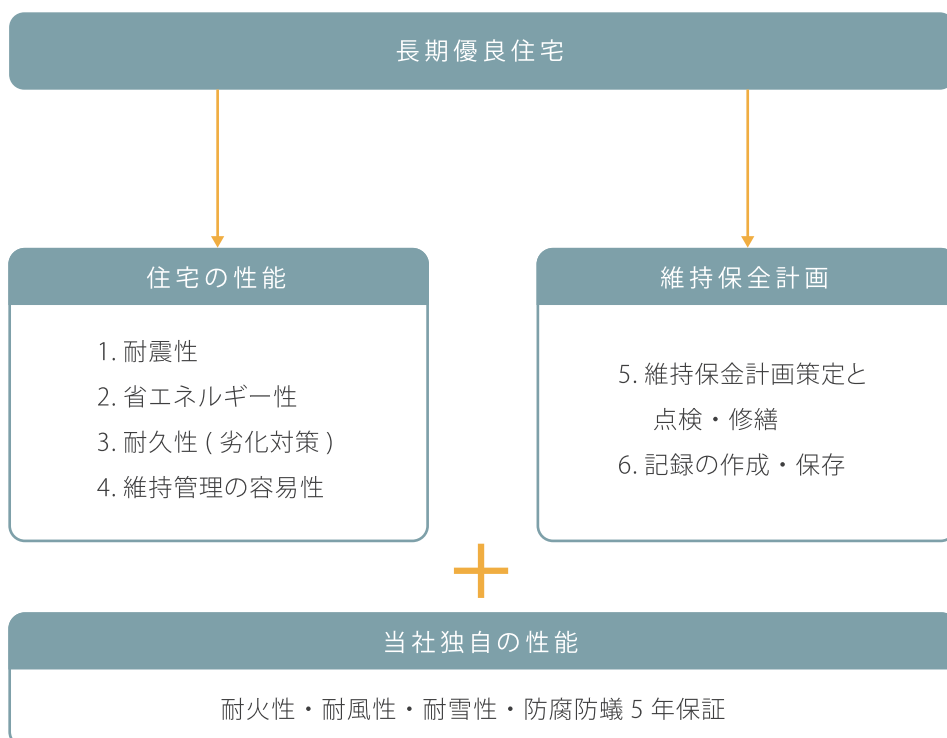 長期優良住宅
住宅の性能
1. 耐震性
2. 省エネルギー性
3. 耐久性 ( 劣化対策 )
4. 維持管理の容易性
維持保全計画
5. 維持保金計画策定と
点検・修繕
6. 記録の作成・保存
当社独自の性能
耐火性・耐風性・耐雪性・防腐防蟻 5 年保証